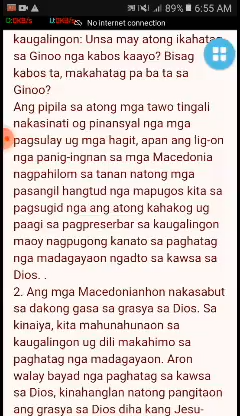 89% 6:55 AM
O:0KB/s U:0KB/s No internet connection
kaugalingon: Unsa may atong ikahatag
sa Ginoo nga kabos kaayo? Bisag
kabos ta, makahatag pa ba ta sa
Ginoo?
Ang pipila sa atong mga tawo tingali
nakasinati og pinansyal nga mga
pagsulay ug mga hagit, apan ang lig-on
nga panig-ingnan sa mga Macedonia
nagpahilom sa tanan natong mga
pasangil hangtud nga mapugos kita sa
pagsugid nga ang atong kahakog ug
paagi sa pagpreserbar sa kaugalingon
maoy nagpugong kanato sa paghatag
nga madagayaon ngadto sa kawsa sa
Dios. .
2. Ang mga Macedonianhon nakasabut
sa dakong gasa sa grasya sa Dios. Sa
kinaiya, kita mahunahunaon sa
kaugalingon ug dili makahimo sa
paghatag nga madagayaon. Aron
walay bayad nga paghatag sa kawsa
sa Dios, kinahanglan natong pangitaon
ang grasya sa Dios diha kang Jesu-